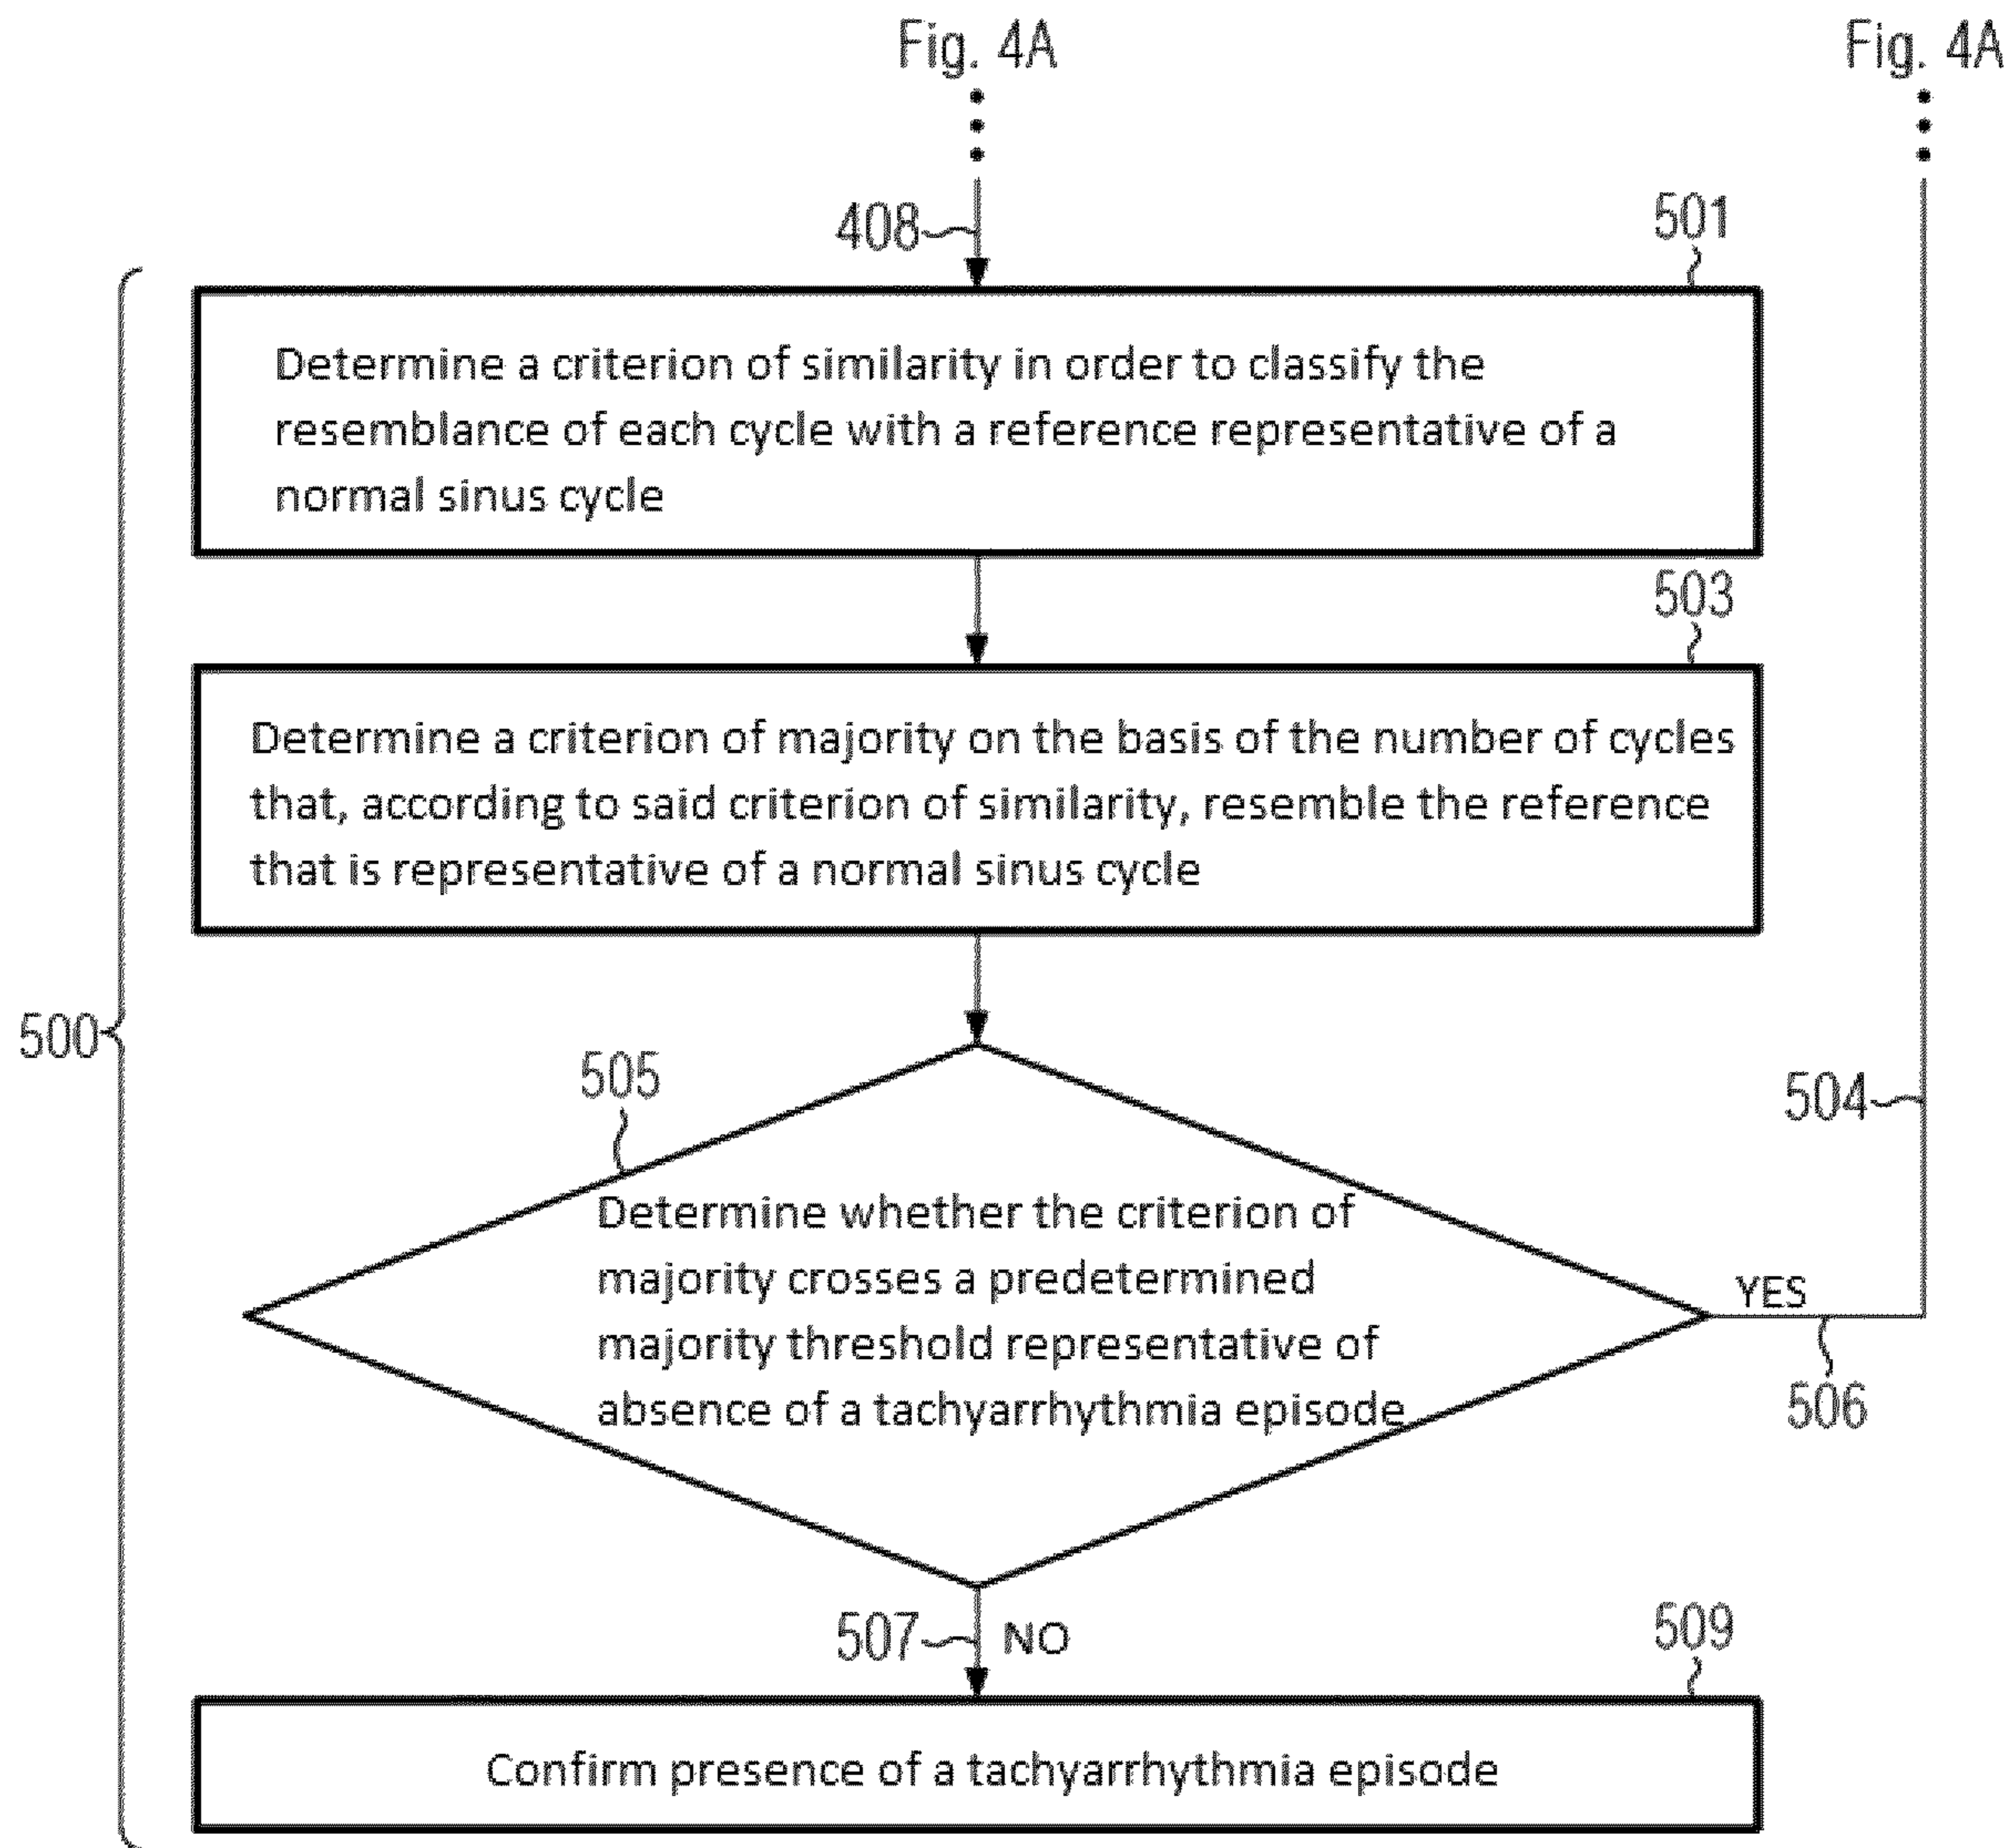 Fig. 4A
Fig. 4A
408
501
Determine a criterion of similarity in order to classify the
resemblance of each cycle with a reference representative of a
normal sinus cycle
503
Determine a criterion of majority on the basis of the number of cycles
that, according to said criterion of similarity, resemble the reference
that is representative of a normal sinus cycle
500
505
504
Determine whether the criterion of
majority crosses a predetermined
majority threshold representative of
absence of a tachyarrhythmia episode
YES
506
507
NO
509
Confirm presence of a tachyarrhythmia episode